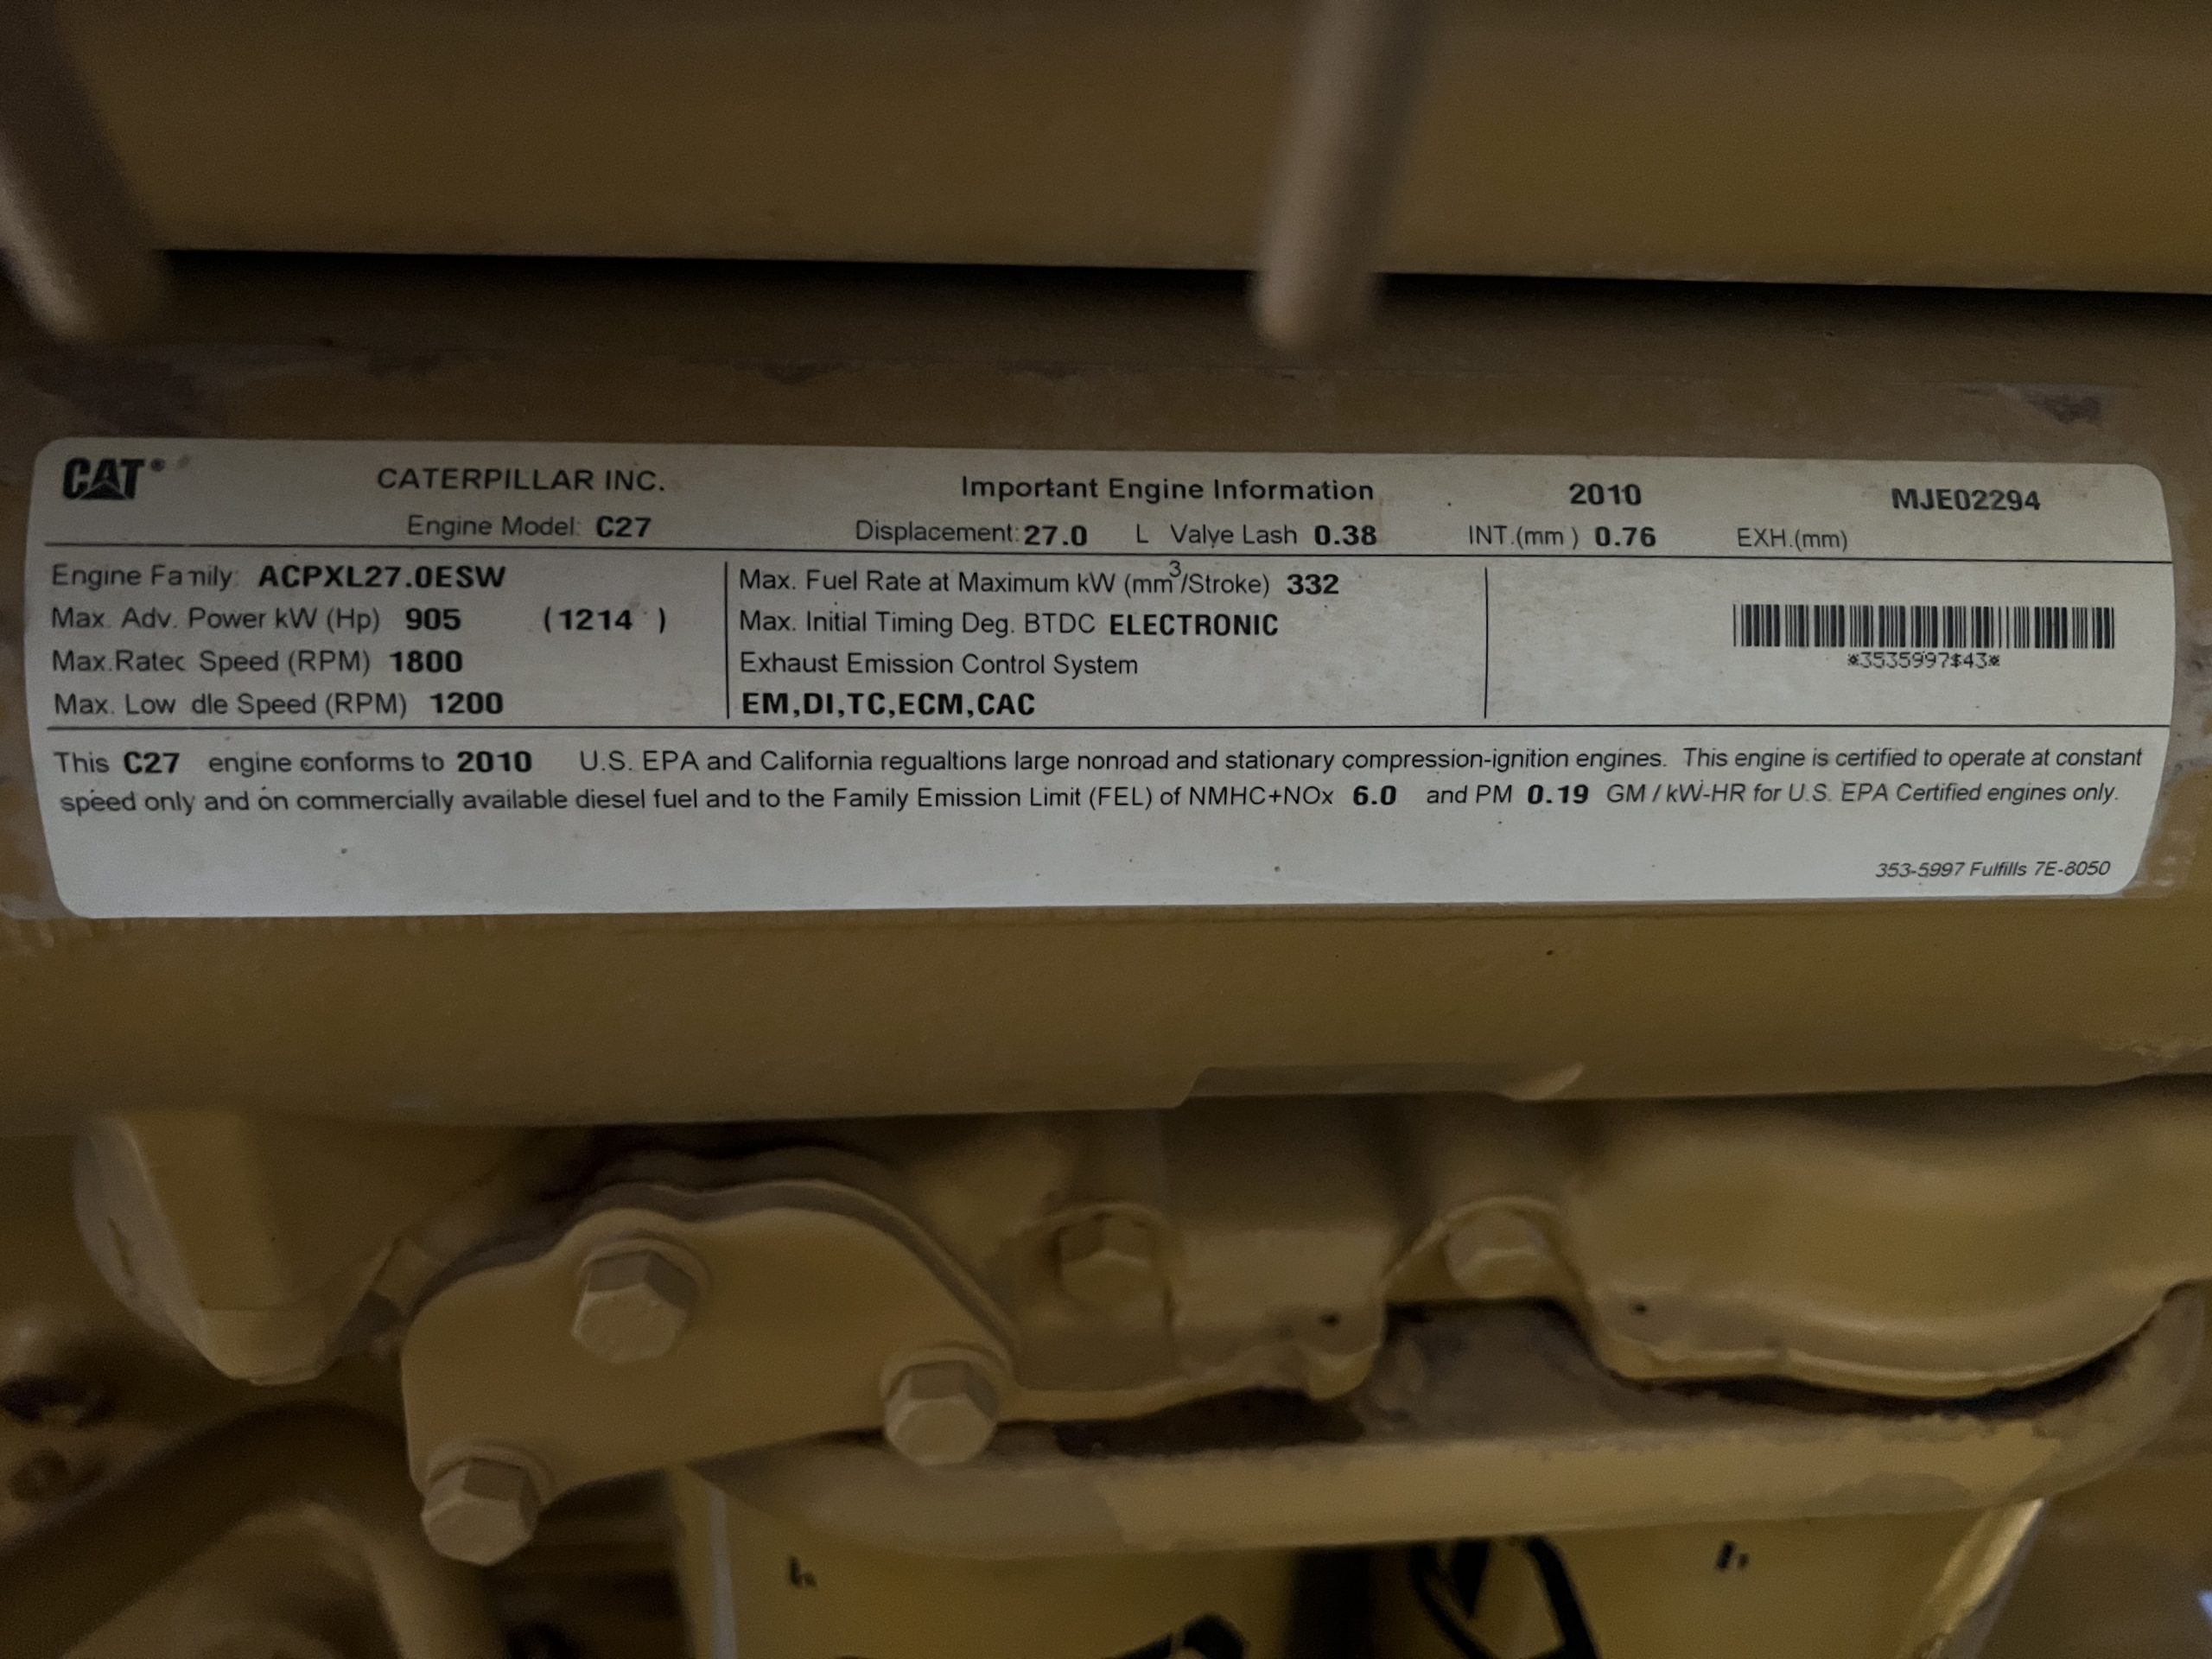 CAT®
CATERPILLAR INC.
Important Engine Information
2010
MJE02294
Engine Model: C27
Displacement: 27.0 L Valve Lash 0.38 INT.(mm ) 0.76 EXH.(mm)
Engine Fa nily: ACPXL27.0ESW
Max. Adv. Power kW (Hp) 905 (1214 )
Max.Ratec Speed (RPM) 1800
Max. Low dle Speed (RPM) 1200
Max. Fuel Rate at Maximum kW (mm³/Stroke) 332
Max. Initial Timing Deg. BTDC ELECTRONIC
Exhaust Emission Control System
EM,DI,TC,ECM,CAC
*3535997$43*
This C27 engine conforms to 2010 U.S. EPA and California regualtions large nonroad and stationary compression-ignition engines. This engine is certified to operate at constant
speed only and on commercially available diesel fuel and to the Family Emission Limit (FEL) of NMHC+NOx 6.0 and PM 0.19 GM / kW-HR for U.S. EPA Certified engines only.
353-5997 Fulfills 7E-8050